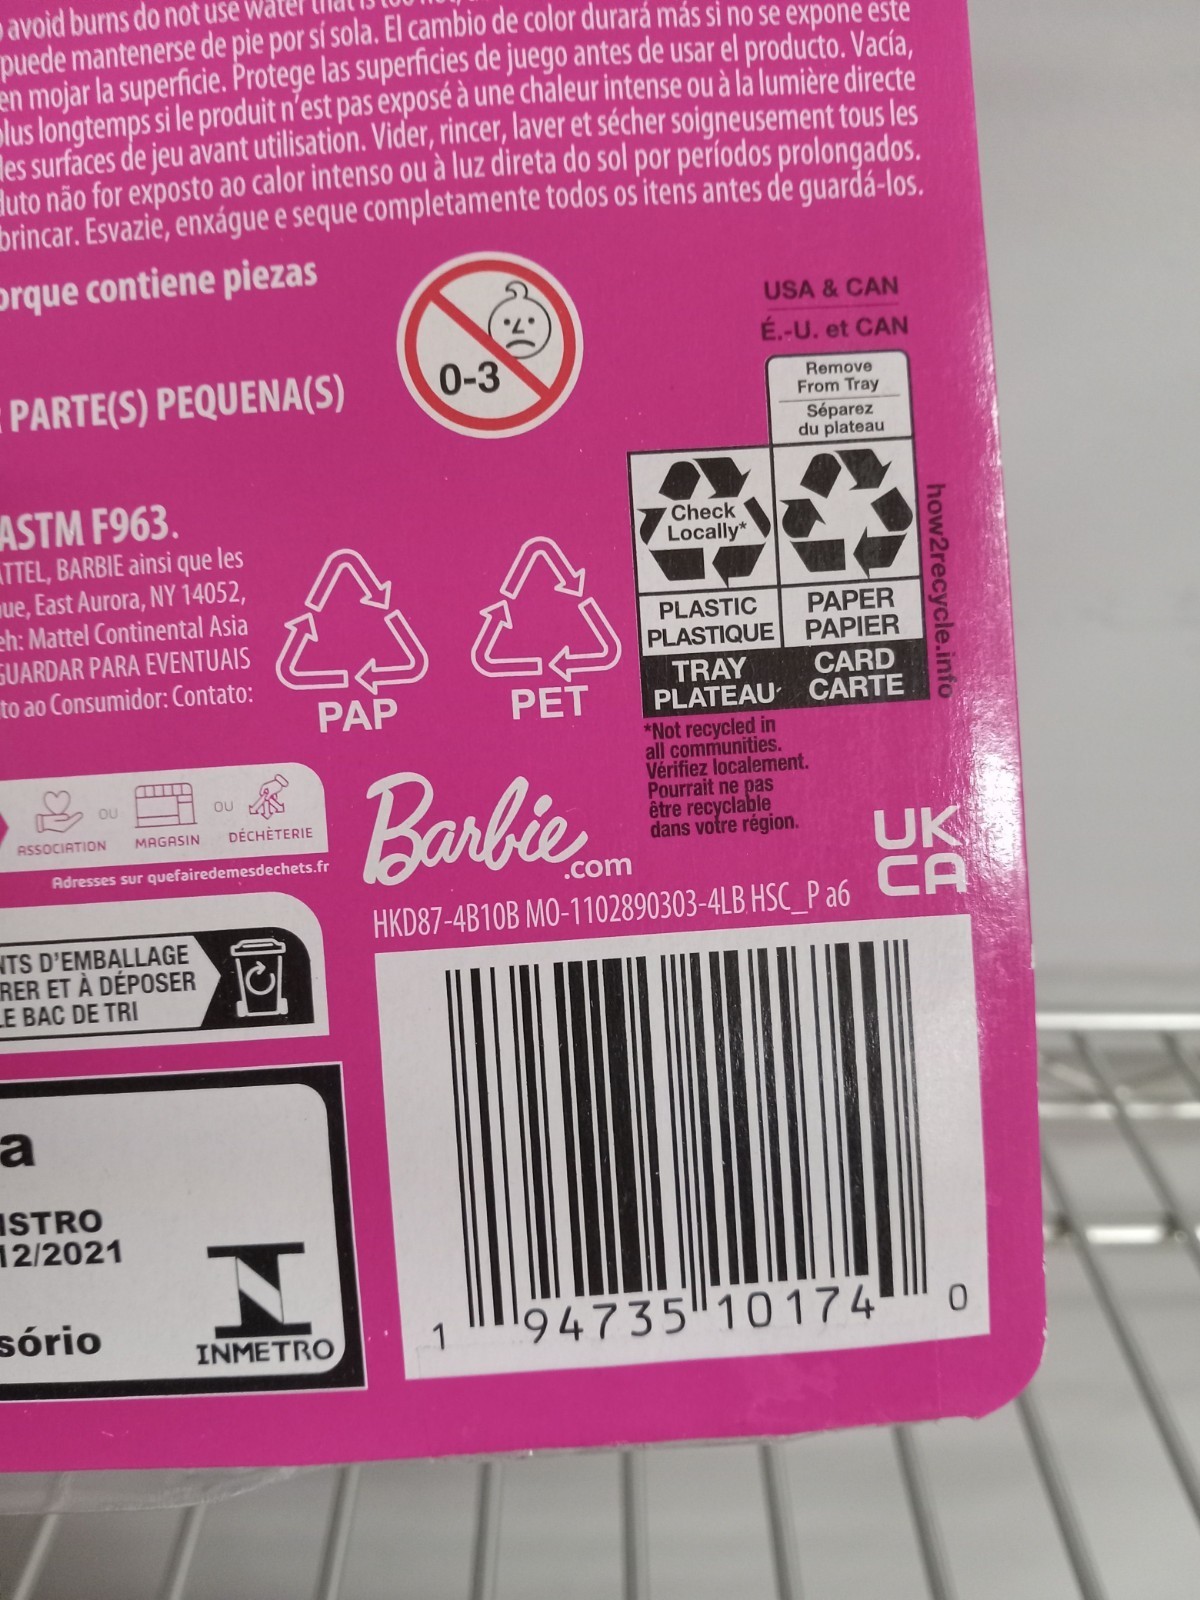 avoid burns do not use water that is too hot,
puede mantenerse de pie por sí sola. El cambio de color durará más si no se expone este
en mojar la superficie. Protege las superficies de juego antes de usar el producto. Vacía,
plus longtemps si le produit n'est pas exposé à une chaleur intense ou à la lumière directe
les surfaces de jeu avant utilisation. Vider, rincer, laver et sécher soigneusement tous les
duto não for exposto ao calor intenso ou à luz direta do sol por períodos prolongados.
brincar. Esvazie, enxágue e seque completamente todos os itens antes de guardá-los.
orque contiene piezas
0-3
PARTE(S) PEQUENA(S)
USA & CAN
É.-U. et CAN
Remove
From Tray
Séparez
du plateau
Check
Locally*
PLASTIC
PLASTIQUE
TRAY
PLATEAU
PAPER
PAPIER
CARD
CARTE
how2recycle.info
*Not recycled in
all communities.
Vérifiez localement.
Pourrait ne pas
être recyclable
dans votre région.
ASTM F963.
ATTEL, BARBIE ainsi que les
ue, East Aurora, NY 14052,
eh: Mattel Continental Asia
GUARDAR PARA EVENTUAIS
to ao Consumidor: Contato:
PAP
PET
ASSOCIATION
OU
MAGASIN
OU
DÉCHÈTERIE
Adresses sur quefairedemesdechets.fr
Barbie.com
UK
CA
HKD87-4B10B MO-1102890303-4LB HSC_P a6
NTS D'EMBALLAGE
RER ET À DÉPOSER
LE BAC DE TRI
a
ISTRO
12/2021
sório
INMETRO
1 94735 10174 0